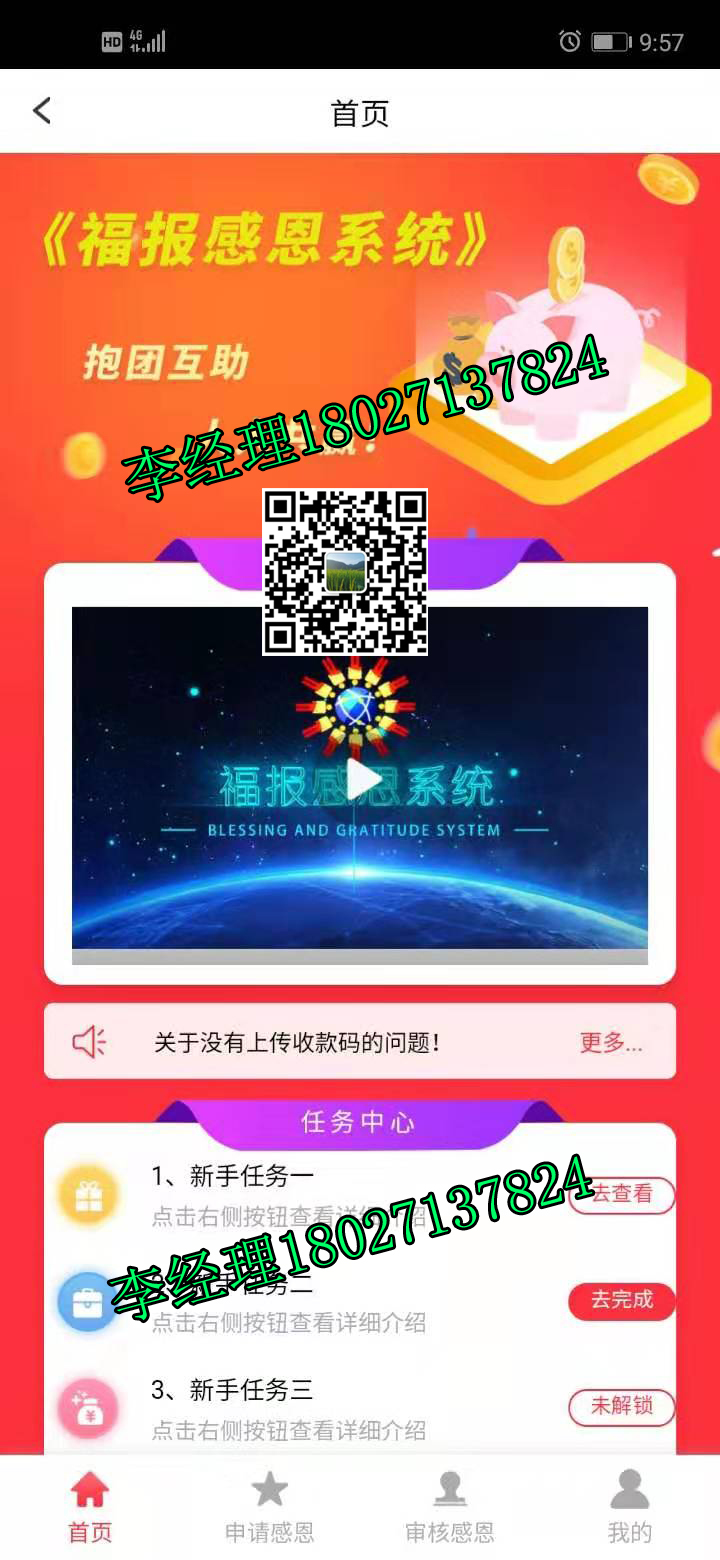 HD 4G 9:57
首页
《福报感恩系统》
抱团互助
李经理18027137824
福报感恩系统
BLESSING AND GRATITUDE SYSTEM
关于没有上传收款码的问题!
更多...
任务中心
1、新手任务一
点击右侧按钮查看详细介绍
去查看
李经理18027137824
新手任务二
点击右侧按钮查看详细介绍
去完成
3、新手任务三
点击右侧按钮查看详细介绍
未解锁
首页 申请感恩 审核感恩 我的